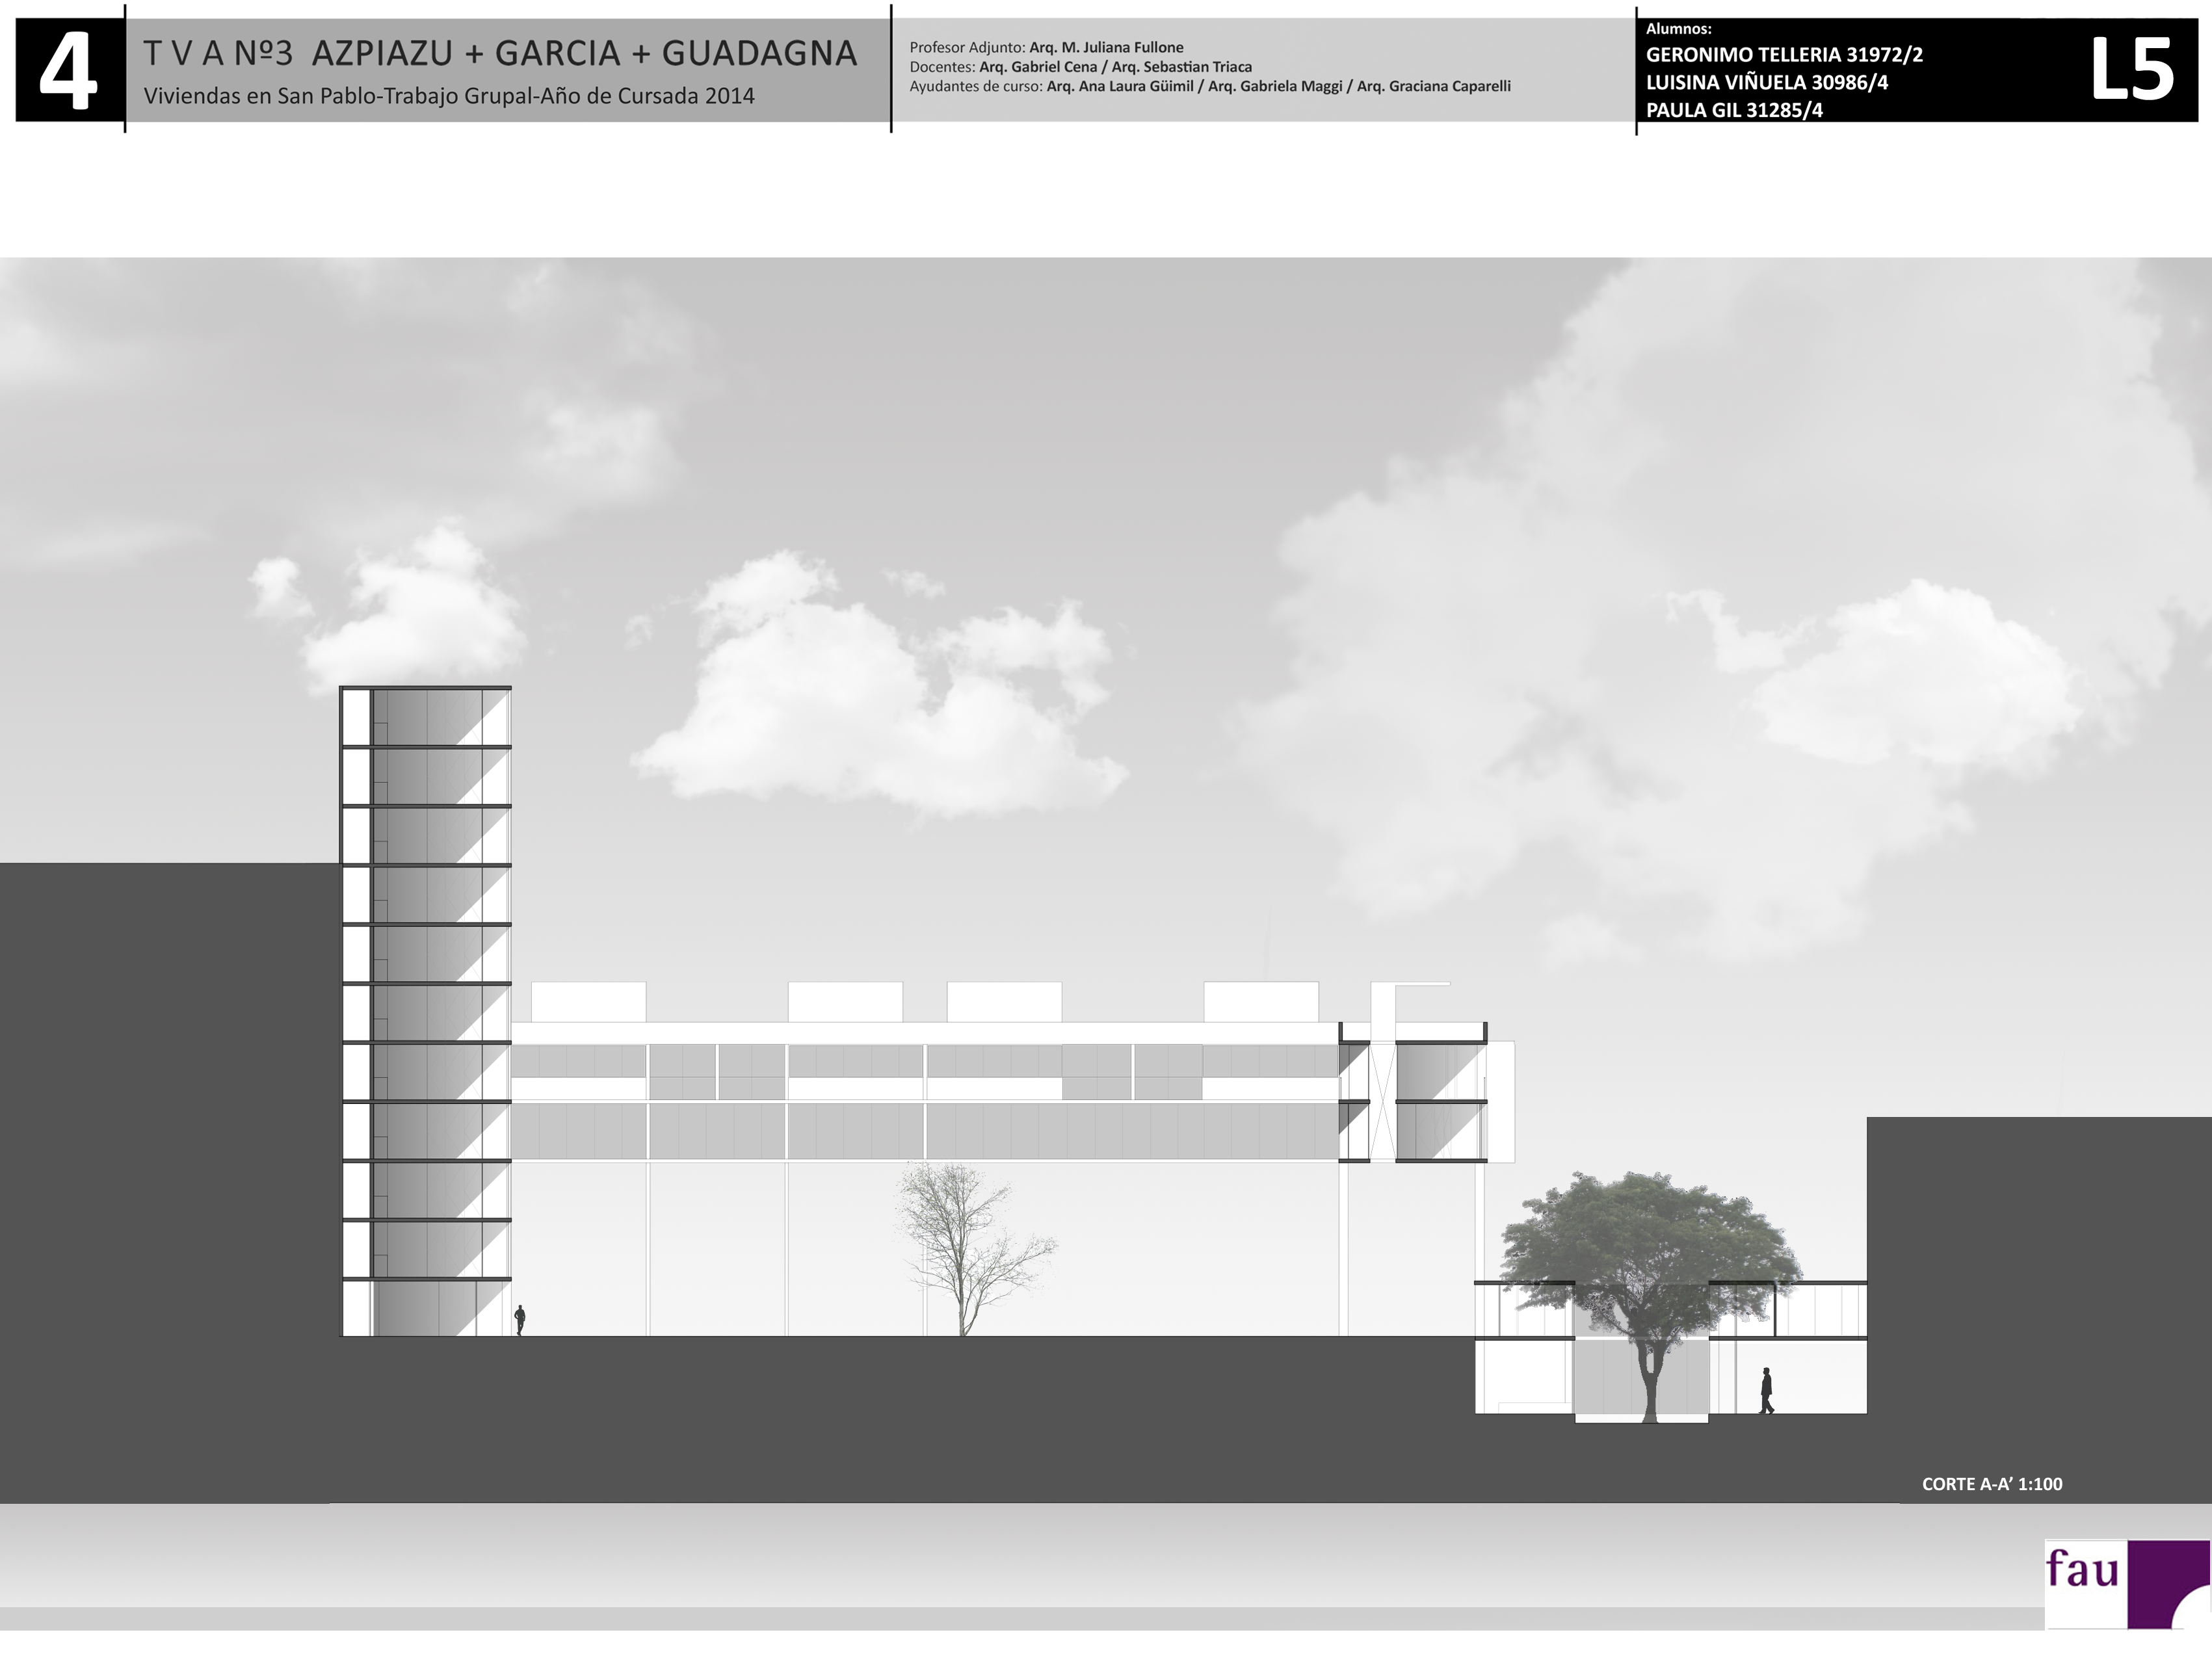 4
T V A Nº3 AZPIAZU + GARCIA + GUADAGNA
Viviendas en San Pablo-Trabajo Grupal-Año de Cursada 2014
Profesor Adjunto: Arq. M. Juliana Fullone
Docentes: Arq. Gabriel Cena / Arq. Sebastian Triaca
Ayudantes de curso: Arq. Ana Laura Güimil / Arq. Gabriela Maggi / Arq. Graciana Caparelli
Alumnos:
GERONIMO TELLERIA 31972/2
LUISINA VIÑUELA 30986/4
PAULA GIL 31285/4
L5
CORTE A-A’ 1:100
fau